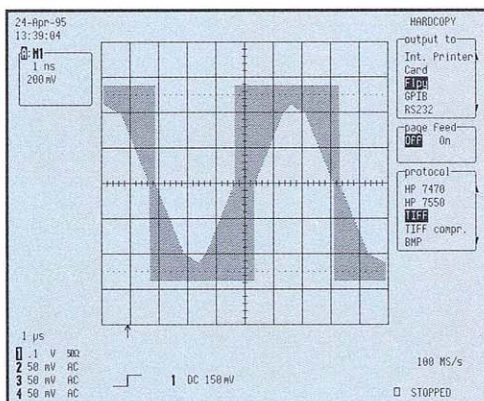 24-Apr-95
13:39:04
A:M1
1 ns
200 mV
HARDCOPY
output to
Int. Printer
Card
Flpy
GPIB
RS232
page feed
OFF On
protocol
HP 7470
HP 7550
TIFF
TIFF compr.
BMP
1 µs
1 .1 V 50Ω
2 50 mV AC
3 50 mV AC
4 50 mV AC
1 DC 150mV
100 MS/s
STOPPED